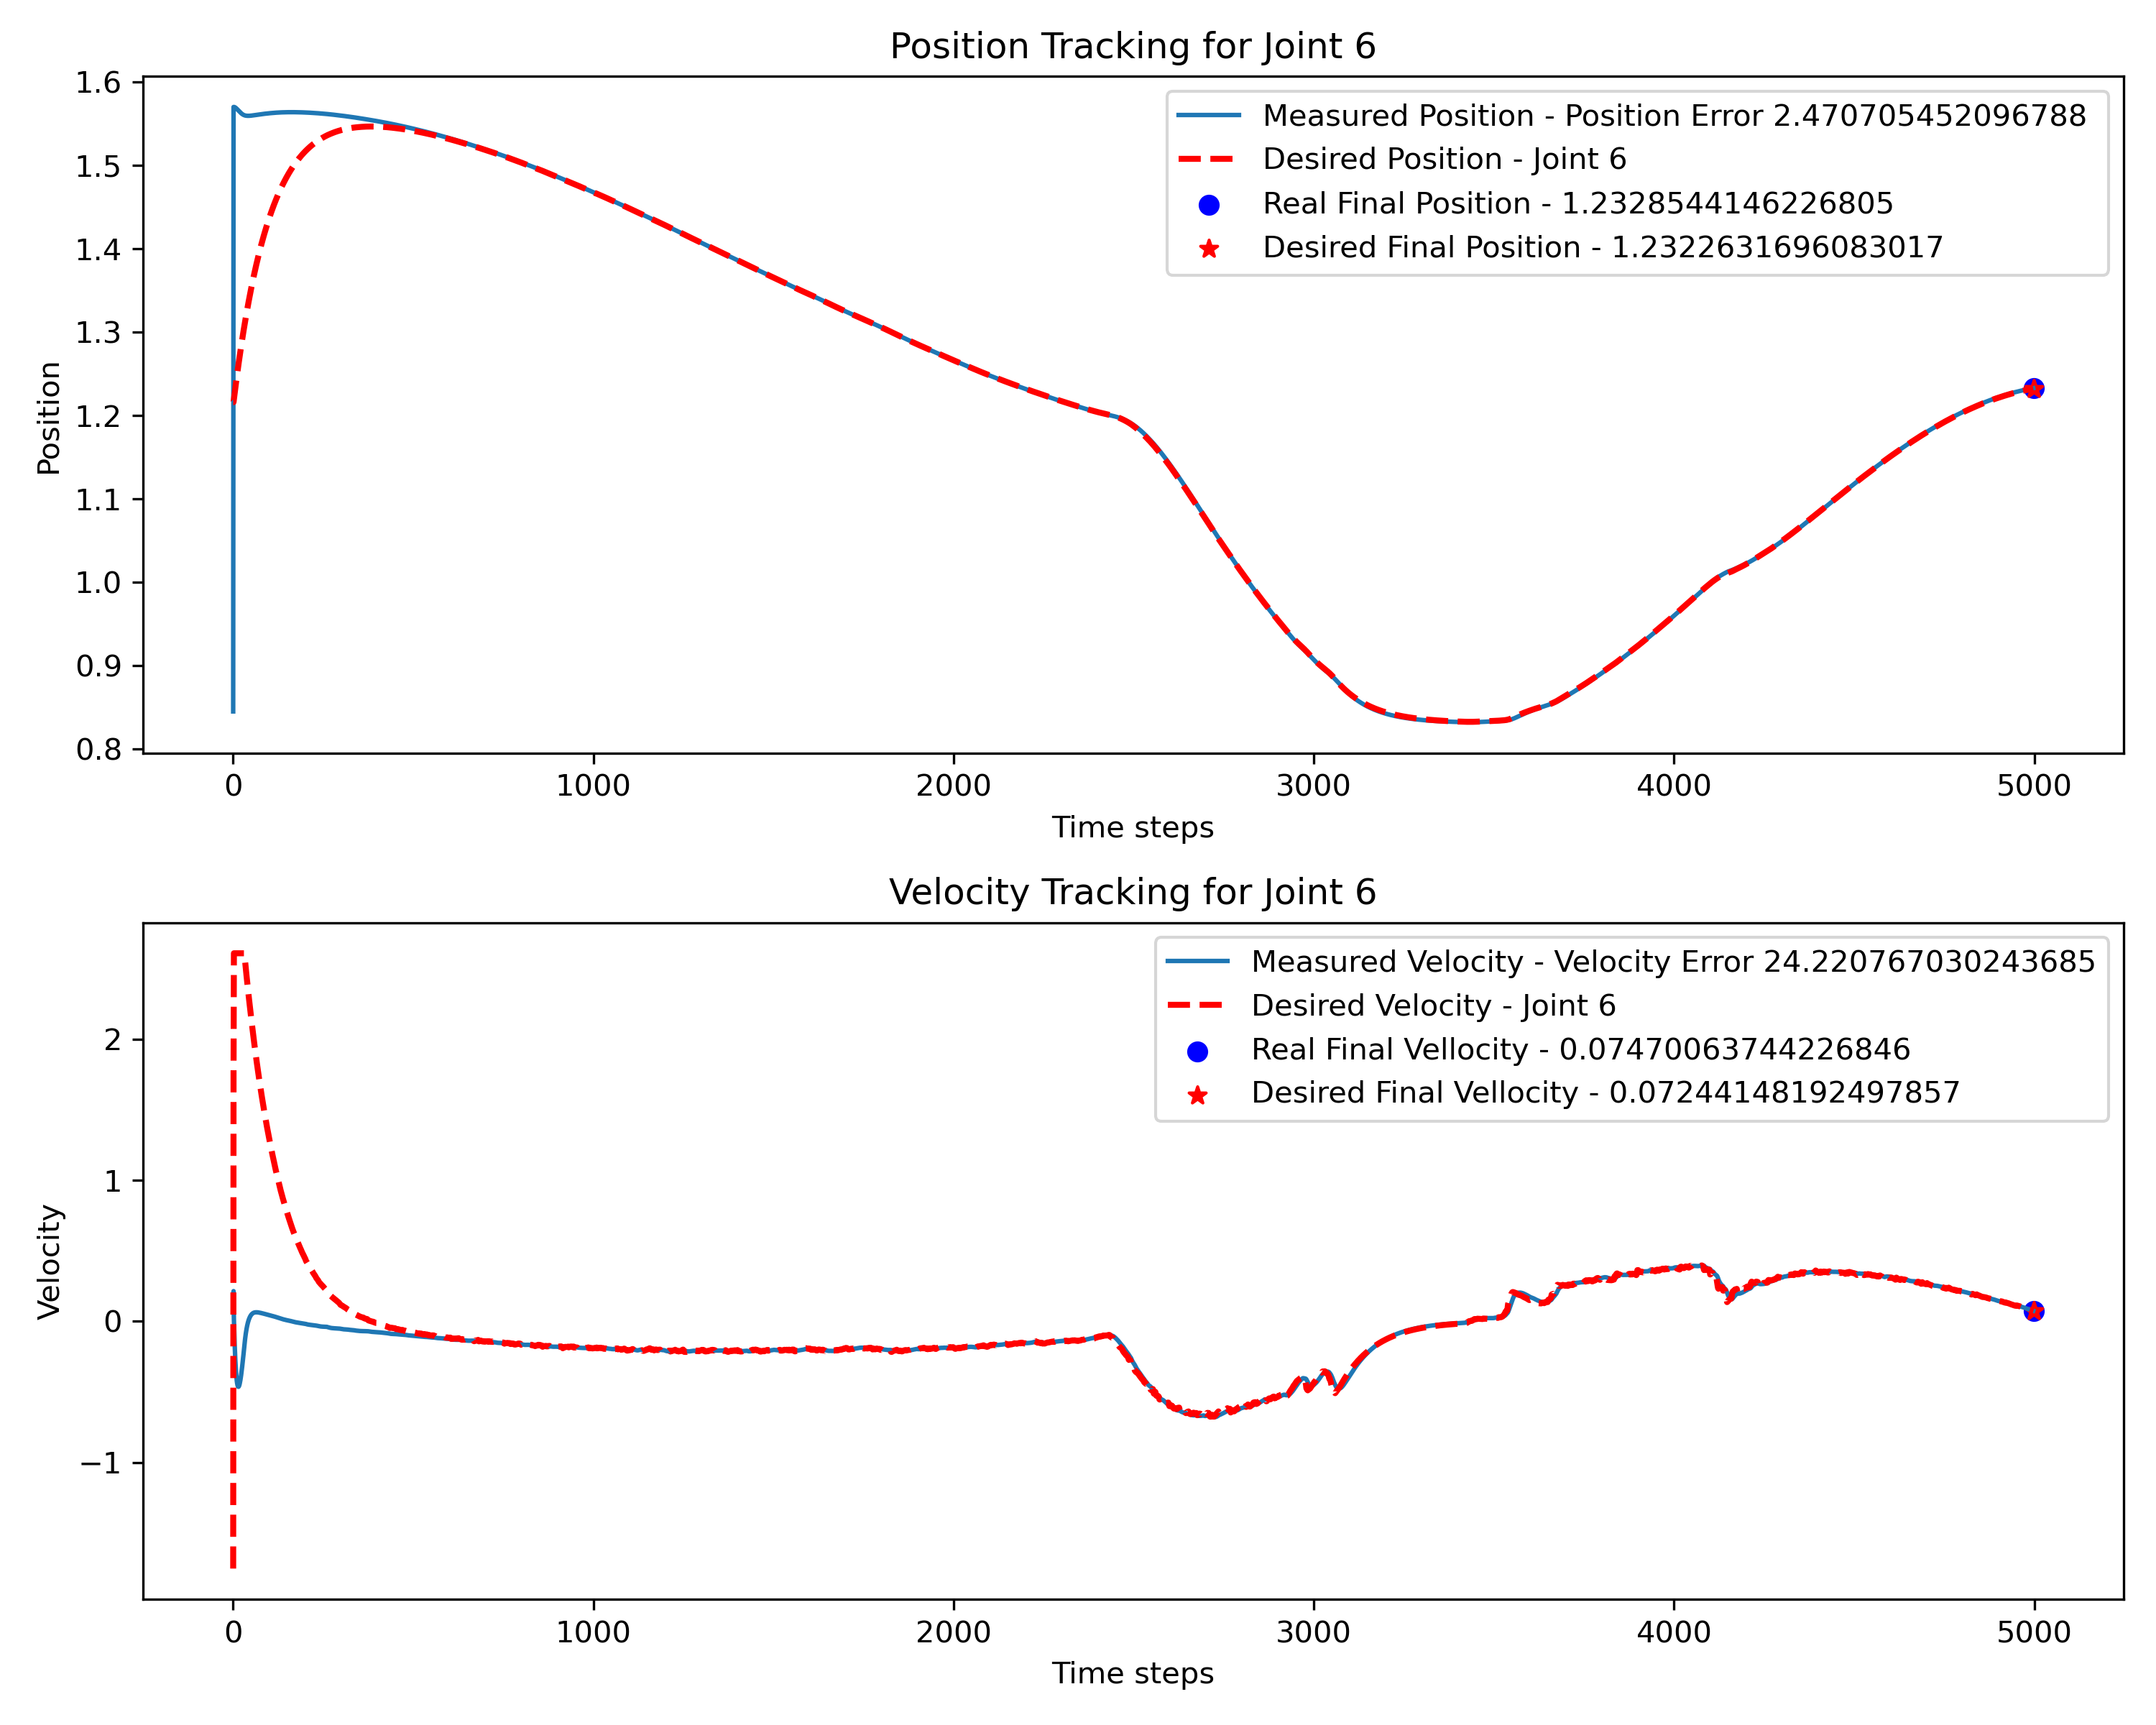 Position Tracking for Joint 6
1.6
1.5
1.4
1.3
1.2
1.1
1.0
0.9
0.8
Position
Measured Position - Position Error 2.470705452096788
Desired Position - Joint 6
Real Final Position - 1.2328544146226805
Desired Final Position - 1.2322631696083017
0 1000 2000 3000 4000 5000
Time steps
Velocity Tracking for Joint 6
2
1
0
−1
Velocity
Measured Velocity - Velocity Error 24.220767030243685
Desired Velocity - Joint 6
Real Final Vellocity - 0.07470063744226846
Desired Final Vellocity - 0.07244148192497857
0 1000 2000 3000 4000 5000
Time steps